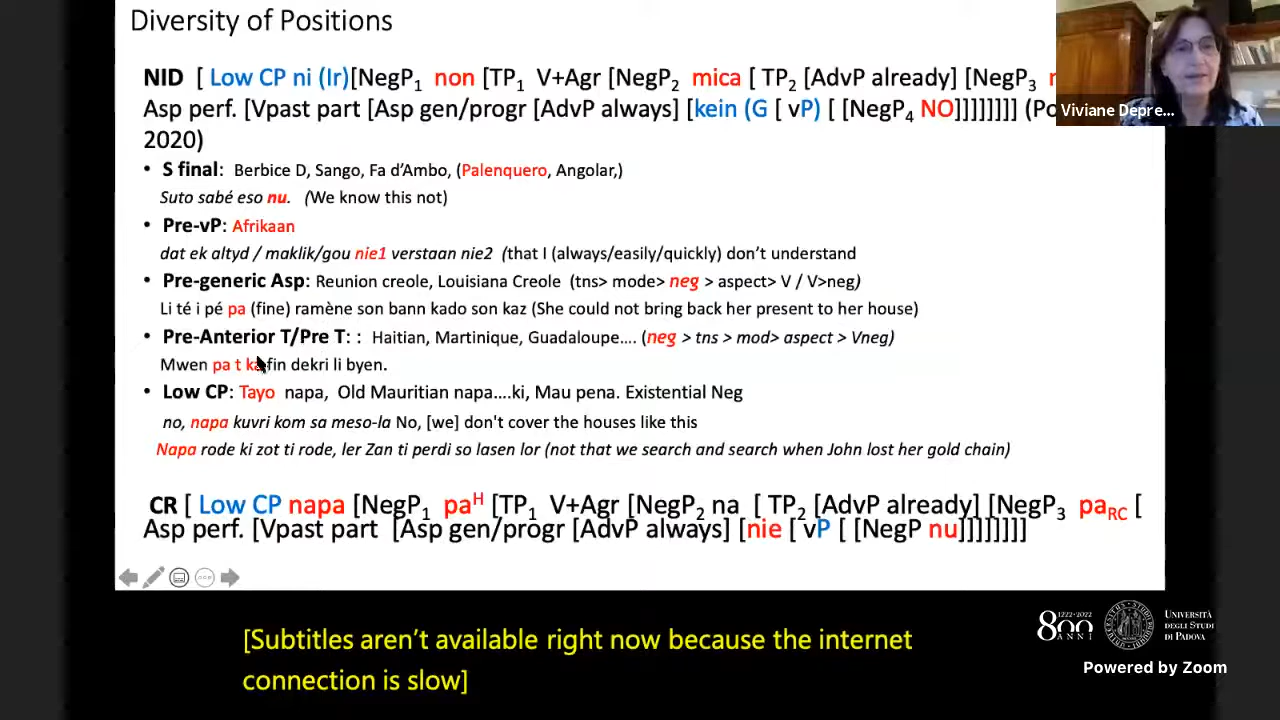 Diversity of Positions
NID [ Low CP ni (Ir)[NegP1 non [TP1 V+Agr [NegP2 mica [ TP2 [AdvP already] [NegP3
Asp perf. [Vpast part [Asp gen/progr [AdvP always] [kein (G [ vP) [ [NegP4 NO]]]]]]]] (Po
2020)
• S final: Berbice D, Sango, Fa d’Ambo, (Palenquero, Angolar,)
Suto sabé eso nu. (We know this not)
• Pre-vP: Afrikaan
dat ek altyd / maklik/gou nie1 verstaan nie2 (that I (always/easily/quickly) don’t understand
• Pre-generic Asp: Reunion creole, Louisiana Creole (tns> mode> neg > aspect> V / V>neg)
Li té i pé pa (fine) ramène son bann kado son kaz (She could not bring back her present to her house)
• Pre-Anterior T/Pre T: : Haitian, Martinique, Guadaloupe…. (neg > tns > mod> aspect > Vneg)
Mwen pa t fin dekri li byen.
• Low CP: Tayo napa, Old Mauritian napa….ki, Mau pena. Existential Neg
no, napa kuvri kom sa meso-la No, [we] don't cover the houses like this
Napa rode ki zot ti rode, ler Zan ti perdi so lasen lor (not that we search and search when John lost her gold chain)
CR [ Low CP napa [NegP1 paH [TP1 V+Agr [NegP2 na [ TP2 [AdvP already] [NegP3 paRC [
Asp perf. [Vpast part [Asp gen/progr [AdvP always] [nie [ vP [ [NegP nu]]]]]]]]
Viviane Depre...
[Subtitles aren’t available right now because the internet
connection is slow]
1222·2022
800
ANNI
UNIVERSITÀ
DEGLI STUDI
DI PADOVA
Powered by Zoom